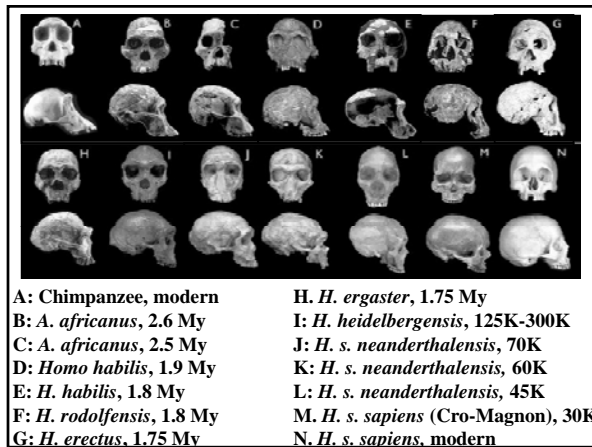 A B C D E F G
H I J K L M N
A: Chimpanzee, modern
B: A. africanus, 2.6 My
C: A. africanus, 2.5 My
D: Homo habilis, 1.9 My
E: H. habilis, 1.8 My
F: H. rodolfensis, 1.8 My
G: H. erectus, 1.75 My
H. H. ergaster, 1.75 My
I: H. heidelbergensis, 125K-300K
J: H. s. neanderthalensis, 70K
K: H. s. neanderthalensis, 60K
L: H. s. neanderthalensis, 45K
M. H. s. sapiens (Cro-Magnon), 30K
N. H. s. sapiens, modern